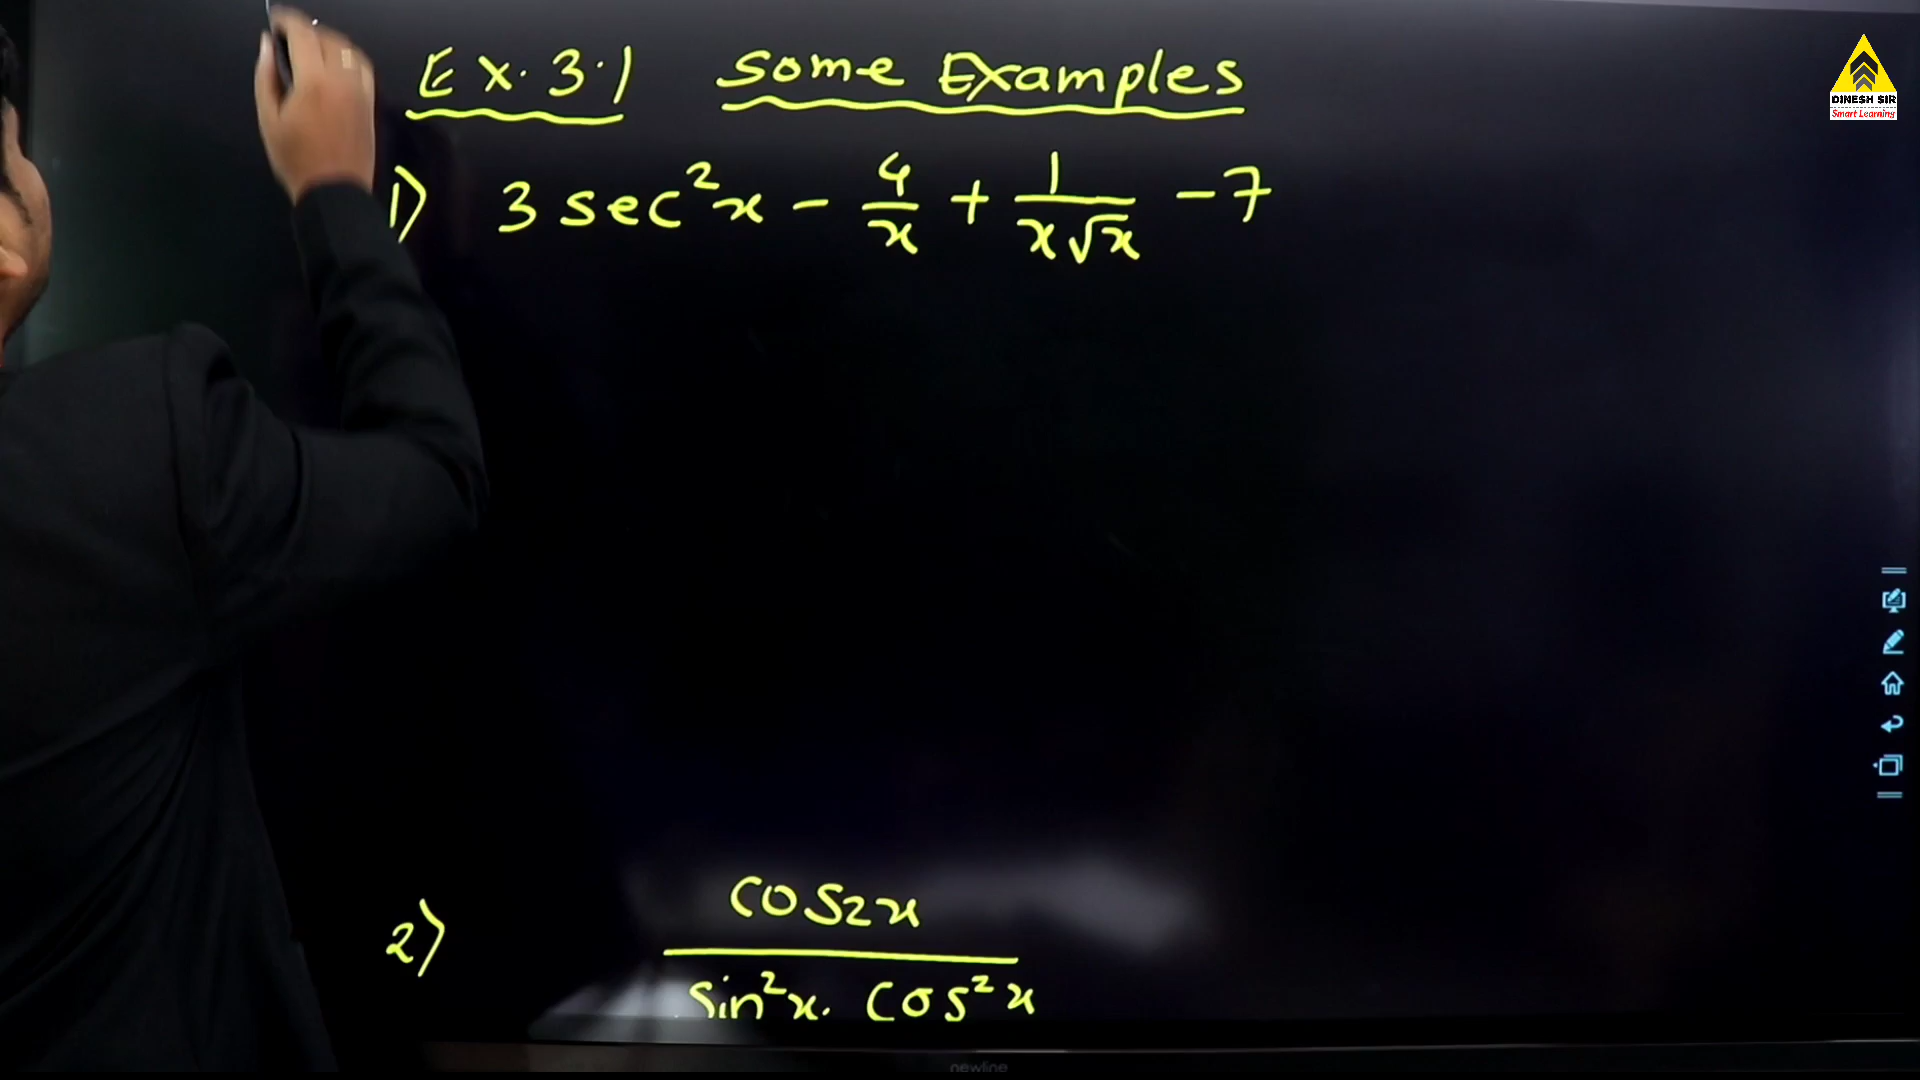 Ex. 3.1 Some Examples
DINESH SIR
Smart Learning
1) 3 sec²x - 4/x + 1/(x√x) - 7
2) cos2x / (sin²x. cos²x)
newline